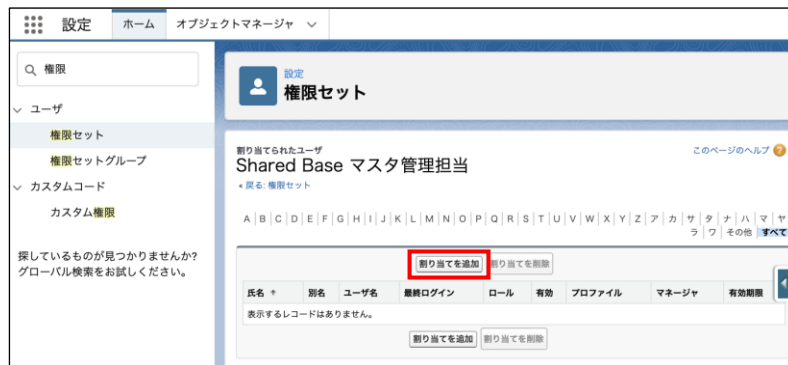 設定 ホーム オブジェクトマネージャ
権限
ユーザ
権限セット
権限セットグループ
カスタムコード
カスタム権限
探しているものが見つかりませんか?
グローバル検索をお試しください。
設定
権限セット
割り当てられたユーザ
このページのヘルプ
Shared Base マスタ管理担当
« 戻る: 権限セット
A | B | C | D | E | F | G | H | I | J | K | L | M | N | O | P | Q | R | S | T | U | V | W | X | Y | Z | ア | カ | サ | タ | ナ | ハ | マ | ヤ
ラ | ワ | その他 | すべて
割り当てを追加 割り当てを削除
氏名 ↑ 別名 ユーザ名 最終ログイン ロール 有効 プロファイル マネージャ 有効期限
表示するレコードはありません。
割り当てを追加 割り当てを削除